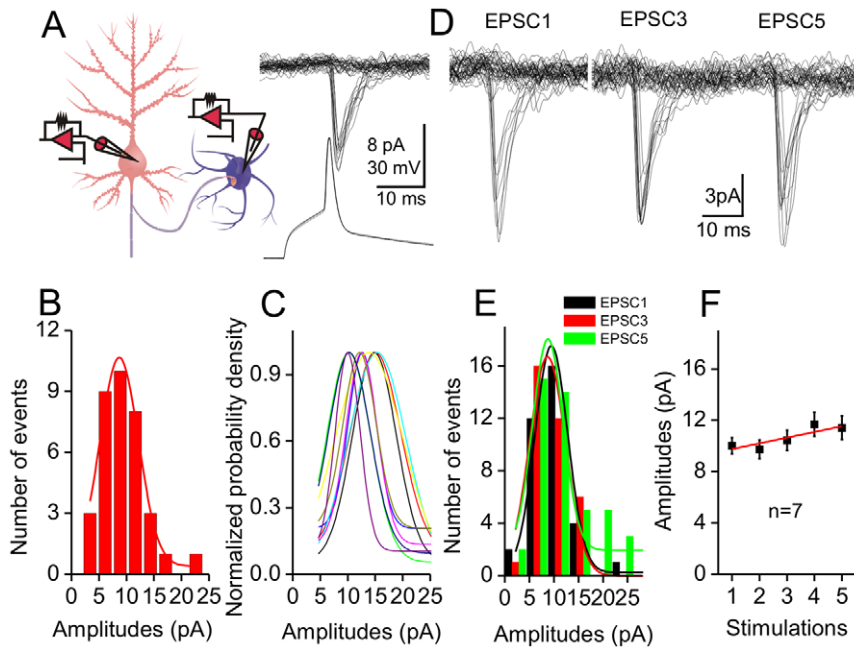 A
8 pA
30 mV
10 ms
D
EPSC1
EPSC3
EPSC5
3pA
10 ms
B
Number of events
12
9
6
3
0
0 5 10 15 20 25
Amplitudes (pA)
C
Normalized probability density
0.9
0.6
0.3
0.0
0 5 10 15 20 25
Amplitudes (pA)
E
EPSC1
EPSC3
EPSC5
Number of events
16
12
8
4
0
0 5 10 15 20 25
Amplitudes (pA)
F
Amplitudes (pA)
16
14
12
10
8
6
4
2
0
n=7
1 2 3 4 5
Stimulations